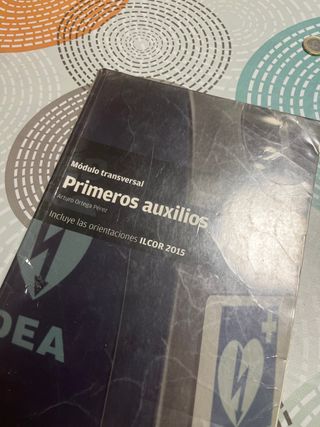 Módulo transversal
Primeros auxilios
Arturo Ortega Pérez
Incluye las orientaciones ILCOR 2015
DEA